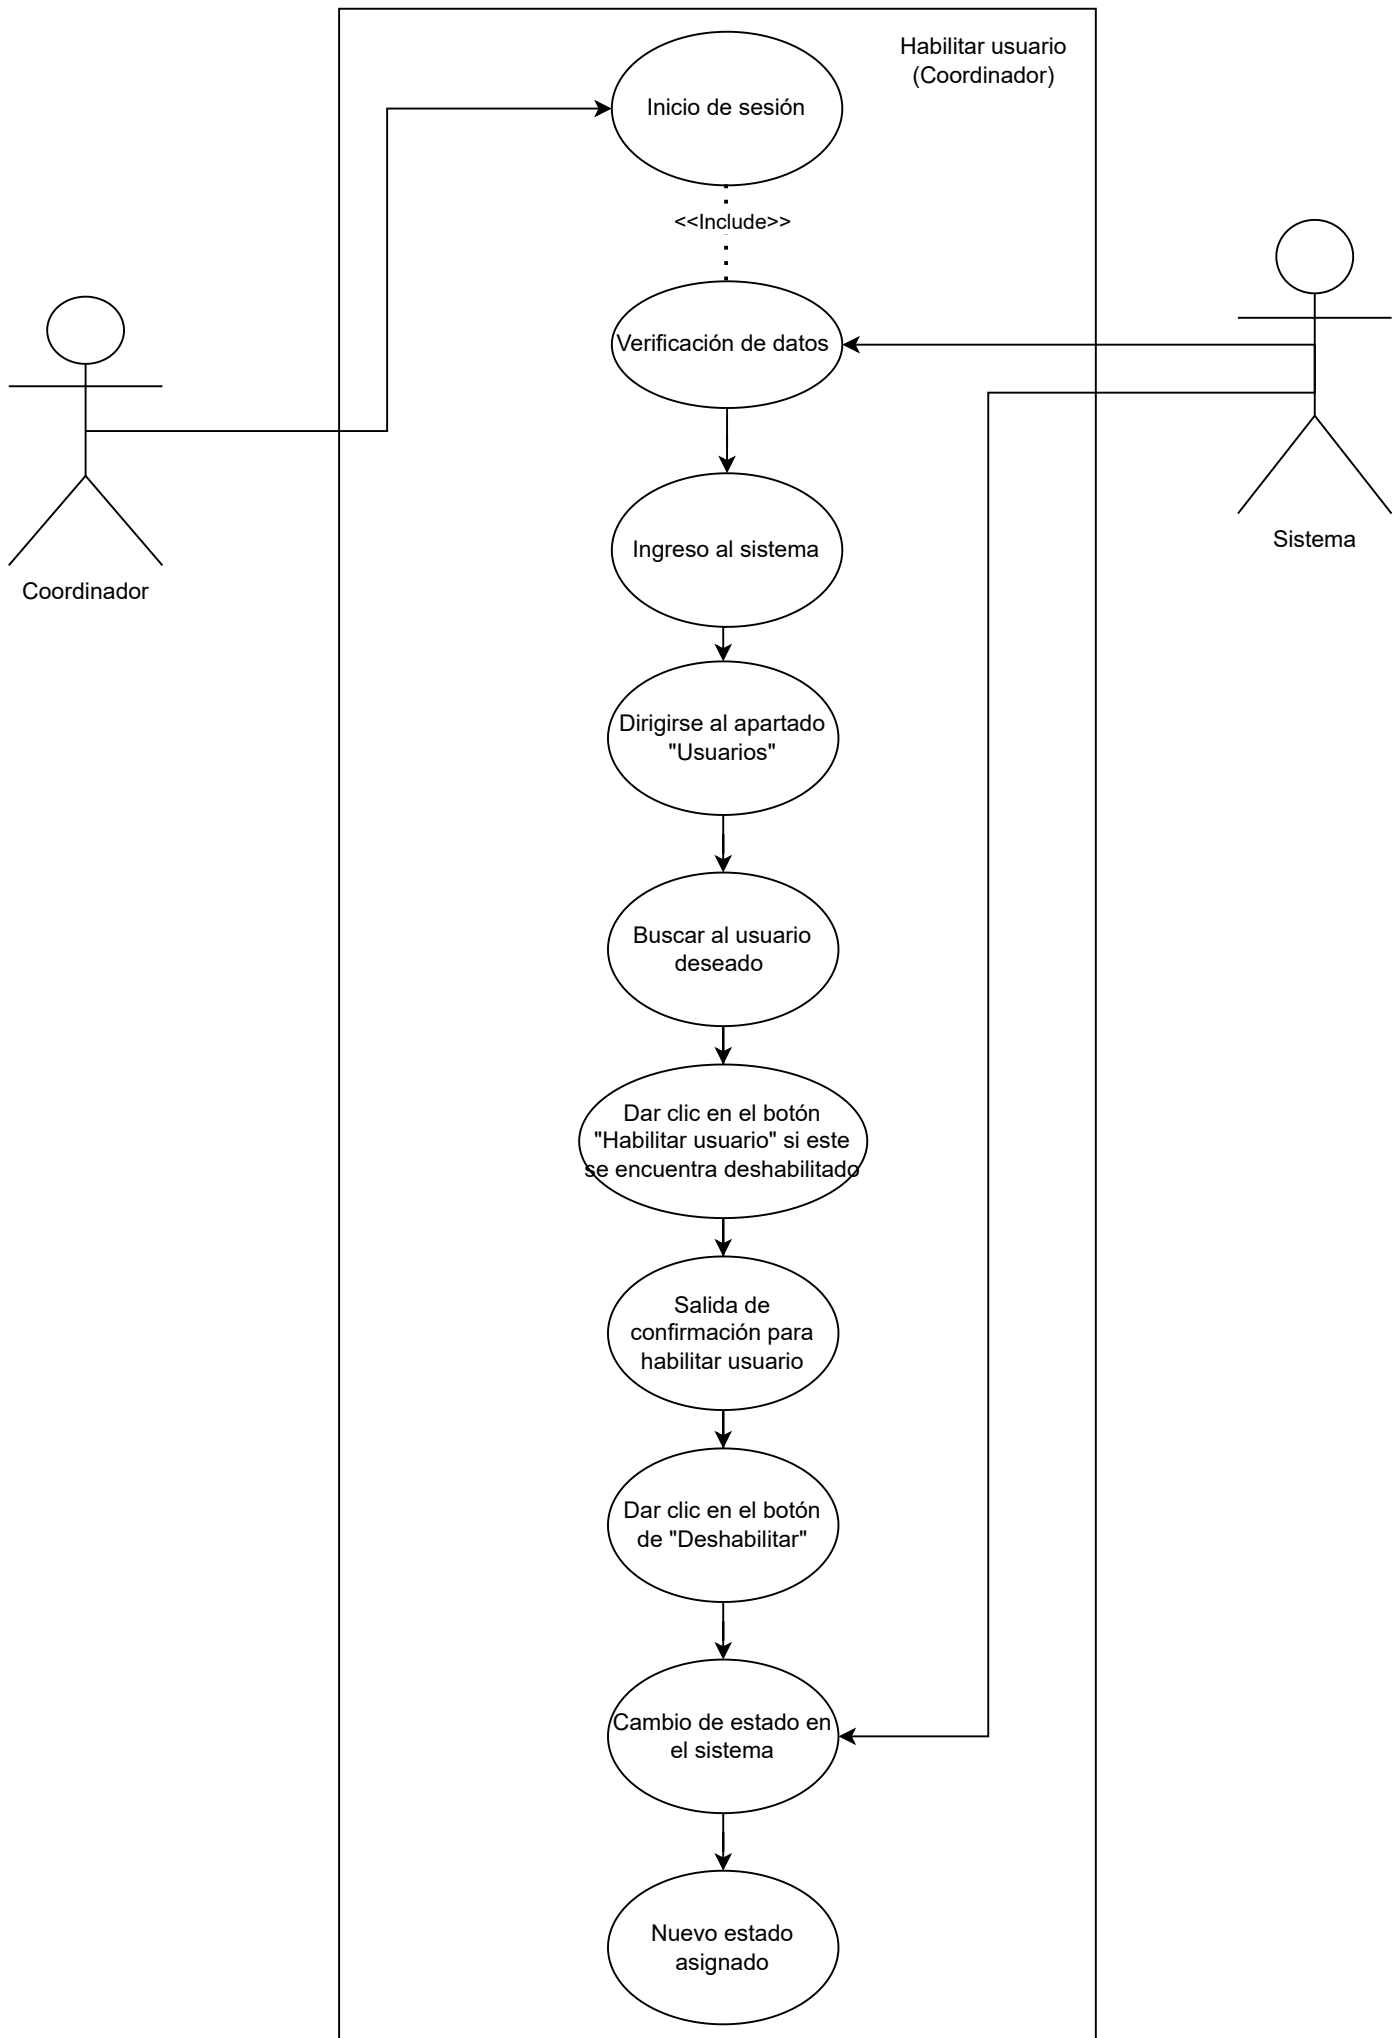 Habilitar usuario
(Coordinador)
Inicio de sesión
<<Include>>
Verificación de datos
Ingreso al sistema
Sistema
Coordinador
Dirigirse al apartado
"Usuarios"
Buscar al usuario
deseado
Dar clic en el botón
"Habilitar usuario" si este
se encuentra deshabilitado
Salida de
confirmación para
habilitar usuario
Dar clic en el botón
de "Deshabilitar"
Cambio de estado en
el sistema
Nuevo estado
asignado